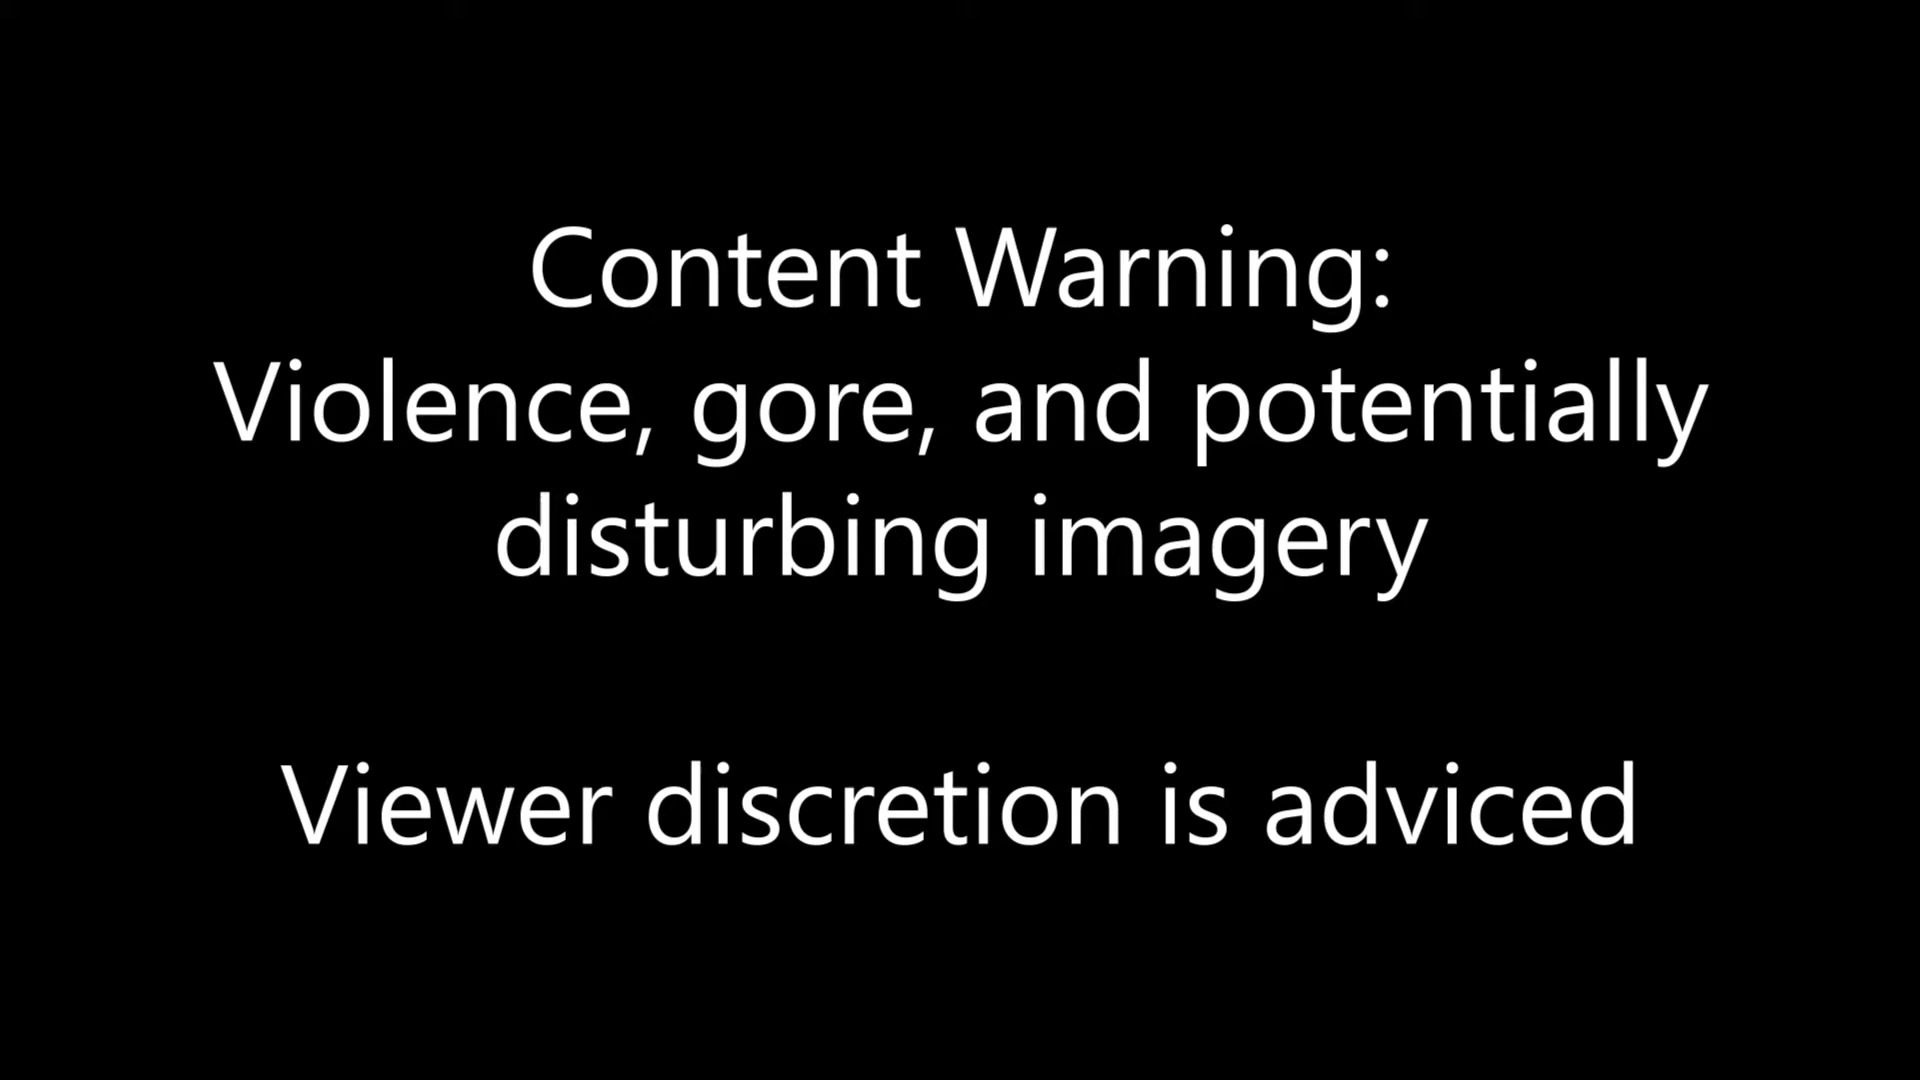 Content Warning:
Violence, gore, and potentially
disturbing imagery
Viewer discretion is adviced